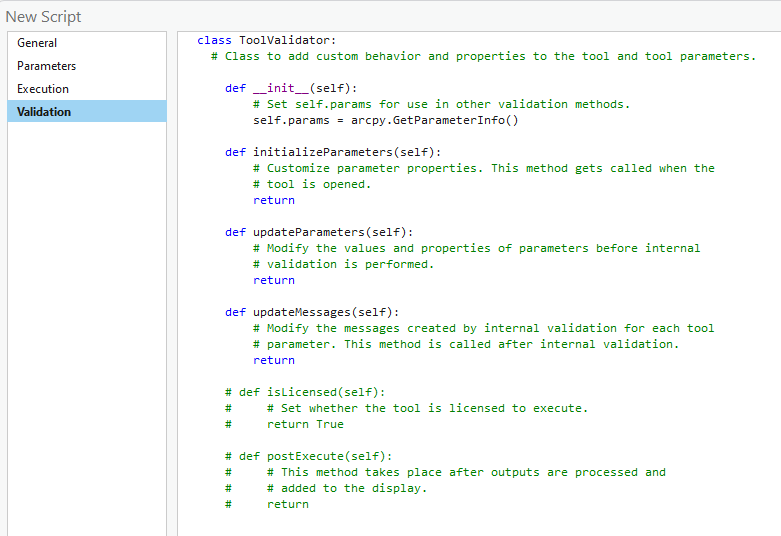 New Script
General
Parameters
Execution
Validation
class ToolValidator:
  # Class to add custom behavior and properties to the tool and tool parameters.

    def __init__(self):
        # Set self.params for use in other validation methods.
        self.params = arcpy.GetParameterInfo()

    def initializeParameters(self):
        # Customize parameter properties. This method gets called when the
        # tool is opened.
        return

    def updateParameters(self):
        # Modify the values and properties of parameters before internal
        # validation is performed.
        return

    def updateMessages(self):
        # Modify the messages created by internal validation for each tool
        # parameter. This method is called after internal validation.
        return

    # def isLicensed(self):
    #     # Set whether the tool is licensed to execute.
    #     return True

    # def postExecute(self):
    #     # This method takes place after outputs are processed and
    #     # added to the display.
    #     return